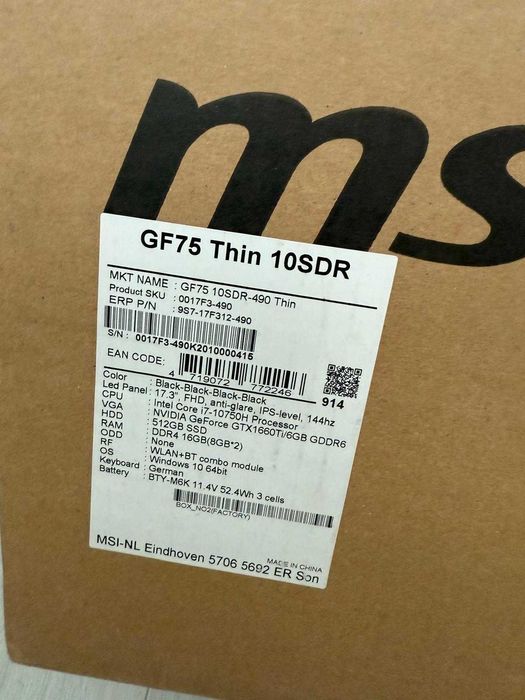 ms
GF75 Thin 10SDR
MKT NAME : GF75 10SDR-490 Thin
Product SKU : 0017F3-490
ERP P/N : 9S7-17F312-490
S/N : 0017F3-490K2010000415
EAN CODE: 4 719072 772246
914
Color : Black-Black-Black-Black
Led Panel : 17.3", FHD, anti-glare, IPS-level, 144hz
CPU : Intel Core i7-10750H Processor
VGA : NVIDIA GeForce GTX1660Ti/6GB GDDR6
HDD : 512GB SSD
RAM : DDR4 16GB(8GB*2)
ODD : None
RF : WLAN+BT combo module
OS : Windows 10 64bit
Keyboard : German
Battery : BTY-M6K 11.4V 52.4Wh 3 cells
BOX_NO2(FACTORY)
MADE IN CHINA
MSI-NL Eindhoven 5706 5692 ER Son